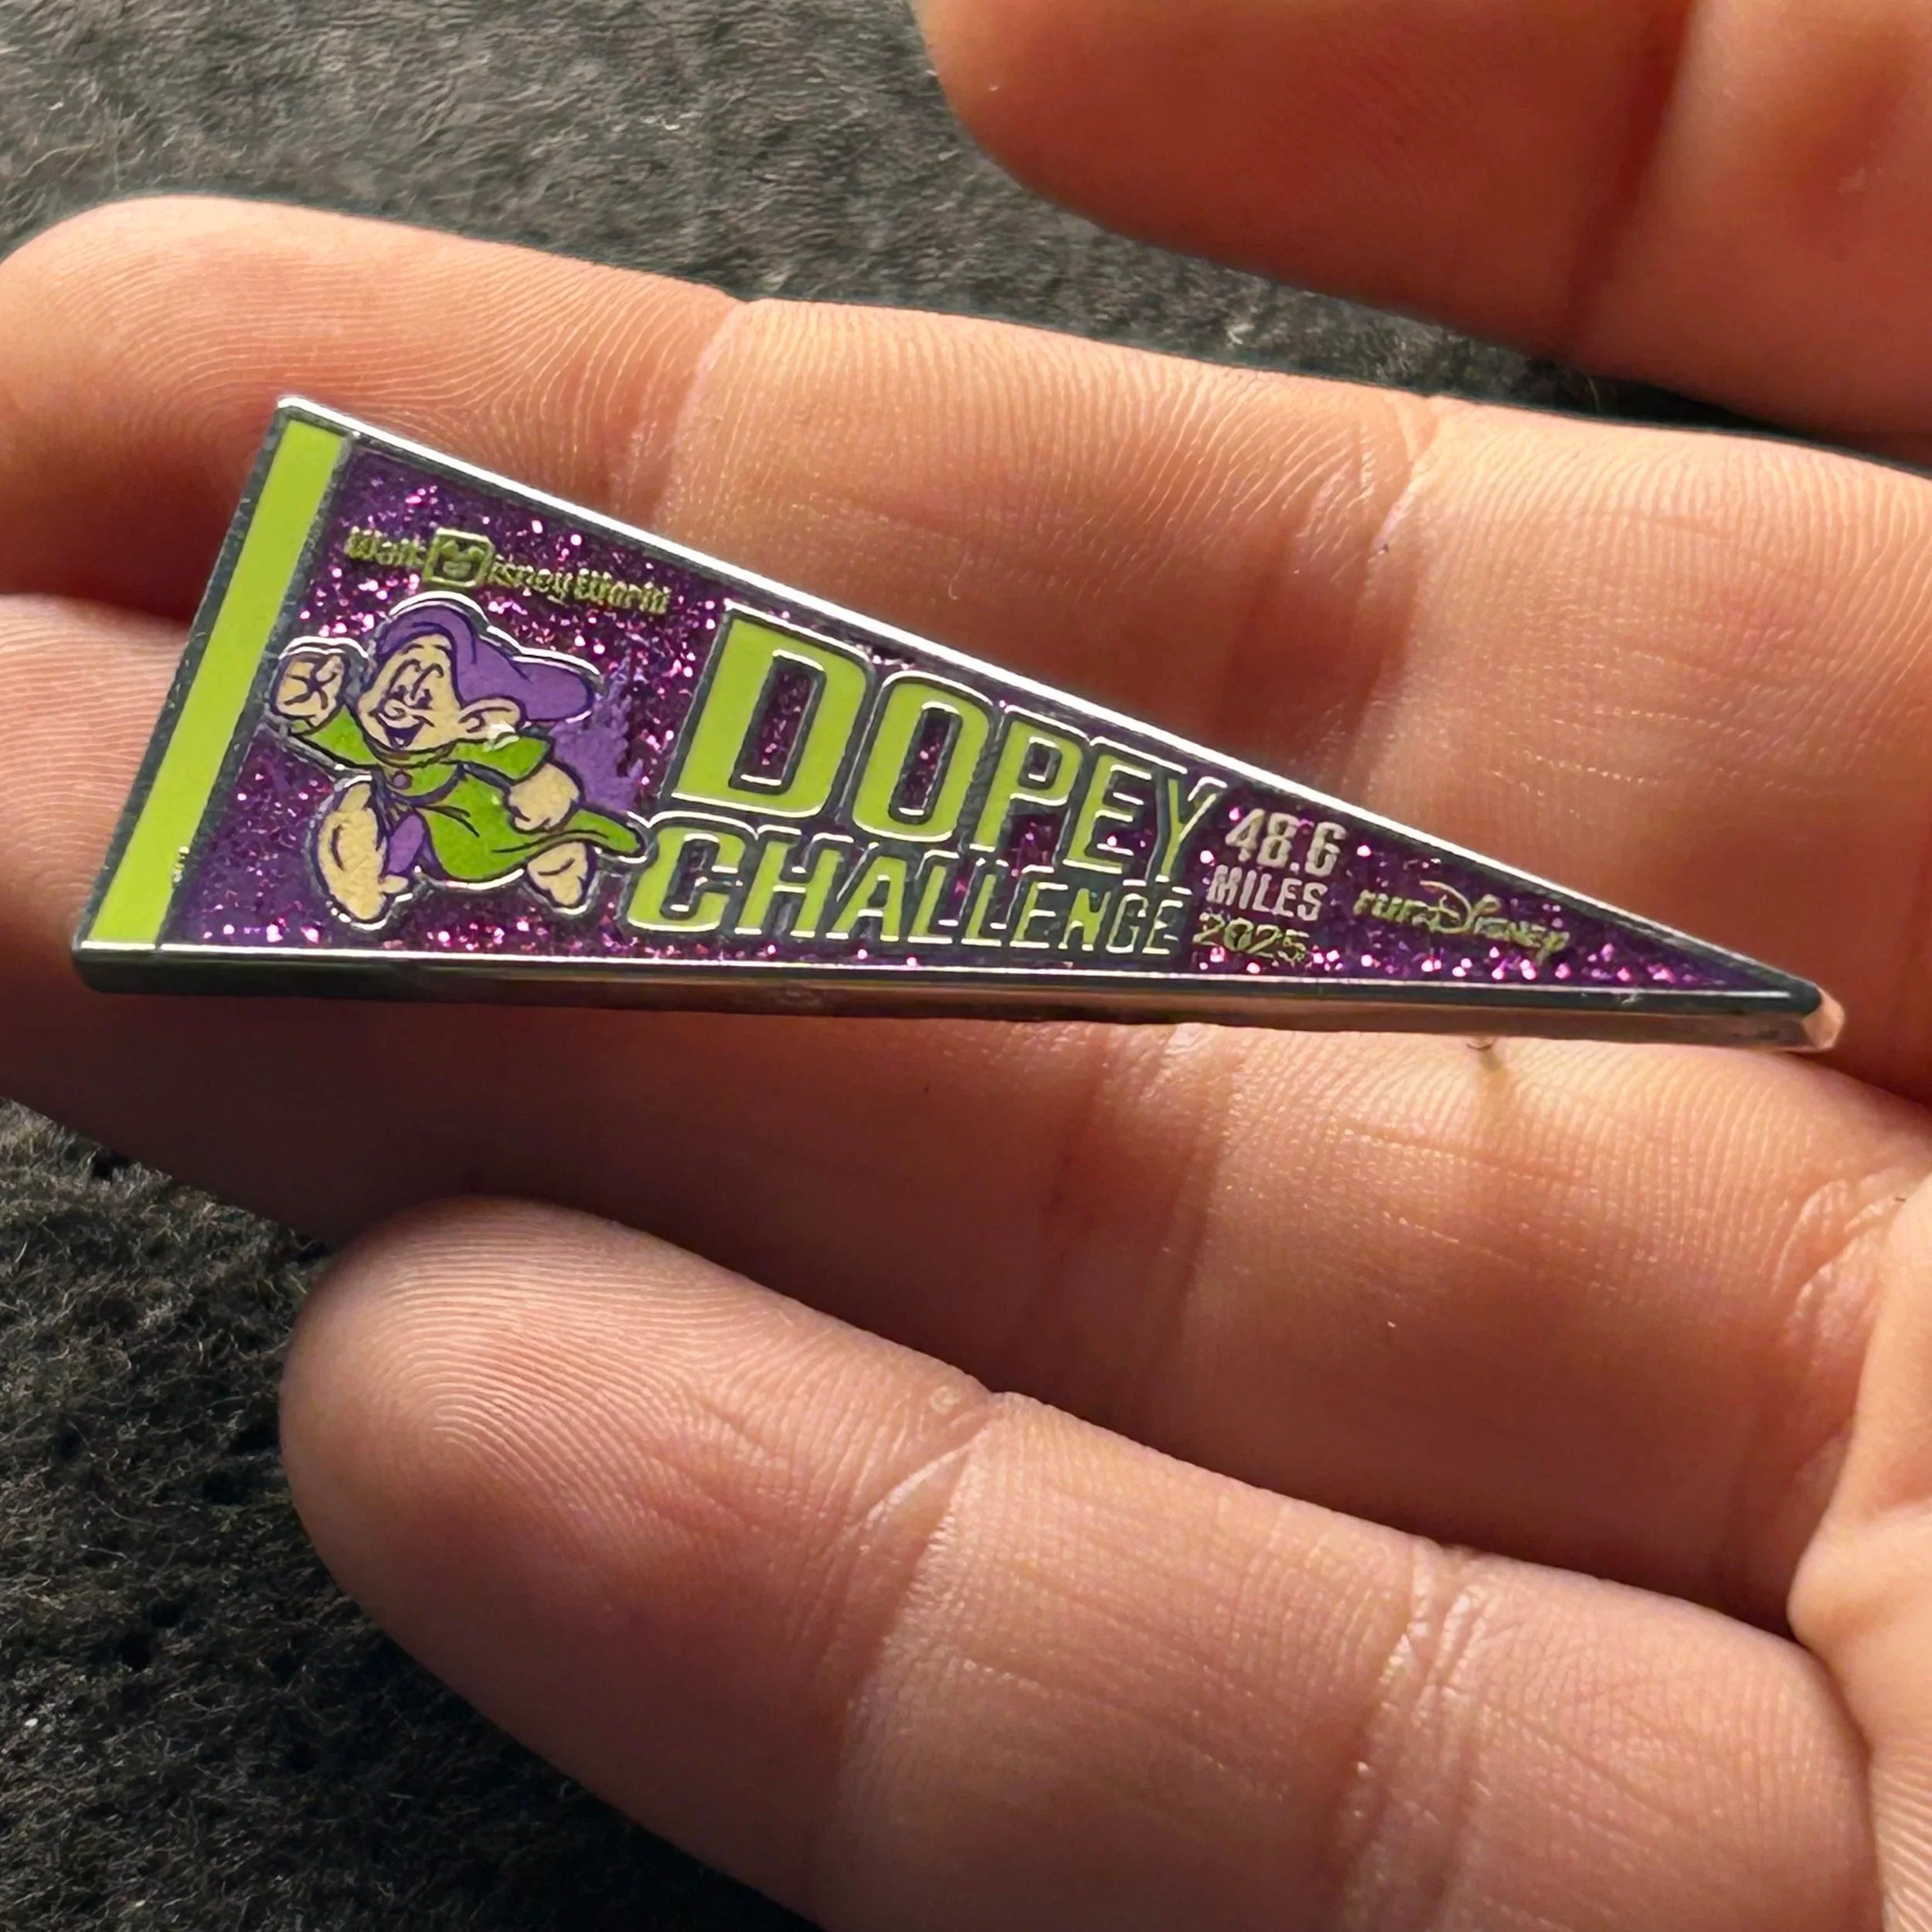 Walt Disney World
DOPEY
CHALLENGE
48.6
MILES
2025
runDisney